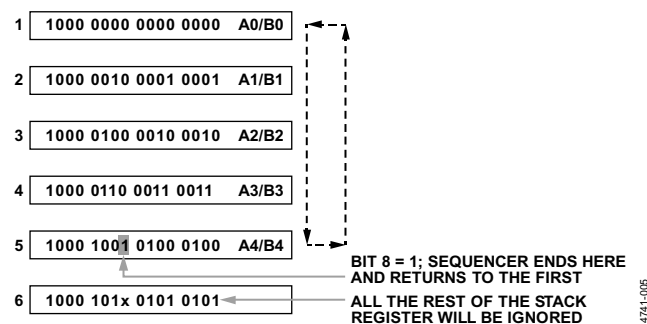 1 1000 0000 0000 0000 A0/B0
2 1000 0010 0001 0001 A1/B1
3 1000 0100 0010 0010 A2/B2
4 1000 0110 0011 0011 A3/B3
5 1000 1001 0100 0100 A4/B4
BIT 8 = 1; SEQUENCER ENDS HERE
AND RETURNS TO THE FIRST
6 1000 101x 0101 0101
ALL THE REST OF THE STACK
REGISTER WILL BE IGNORED
4741-005